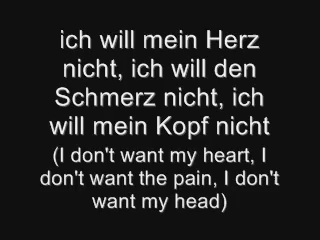 ich will mein Herz
nicht, ich will den
Schmerz nicht, ich
will mein Kopf nicht
(I don't want my heart, I
don't want the pain, I don't
want my head)